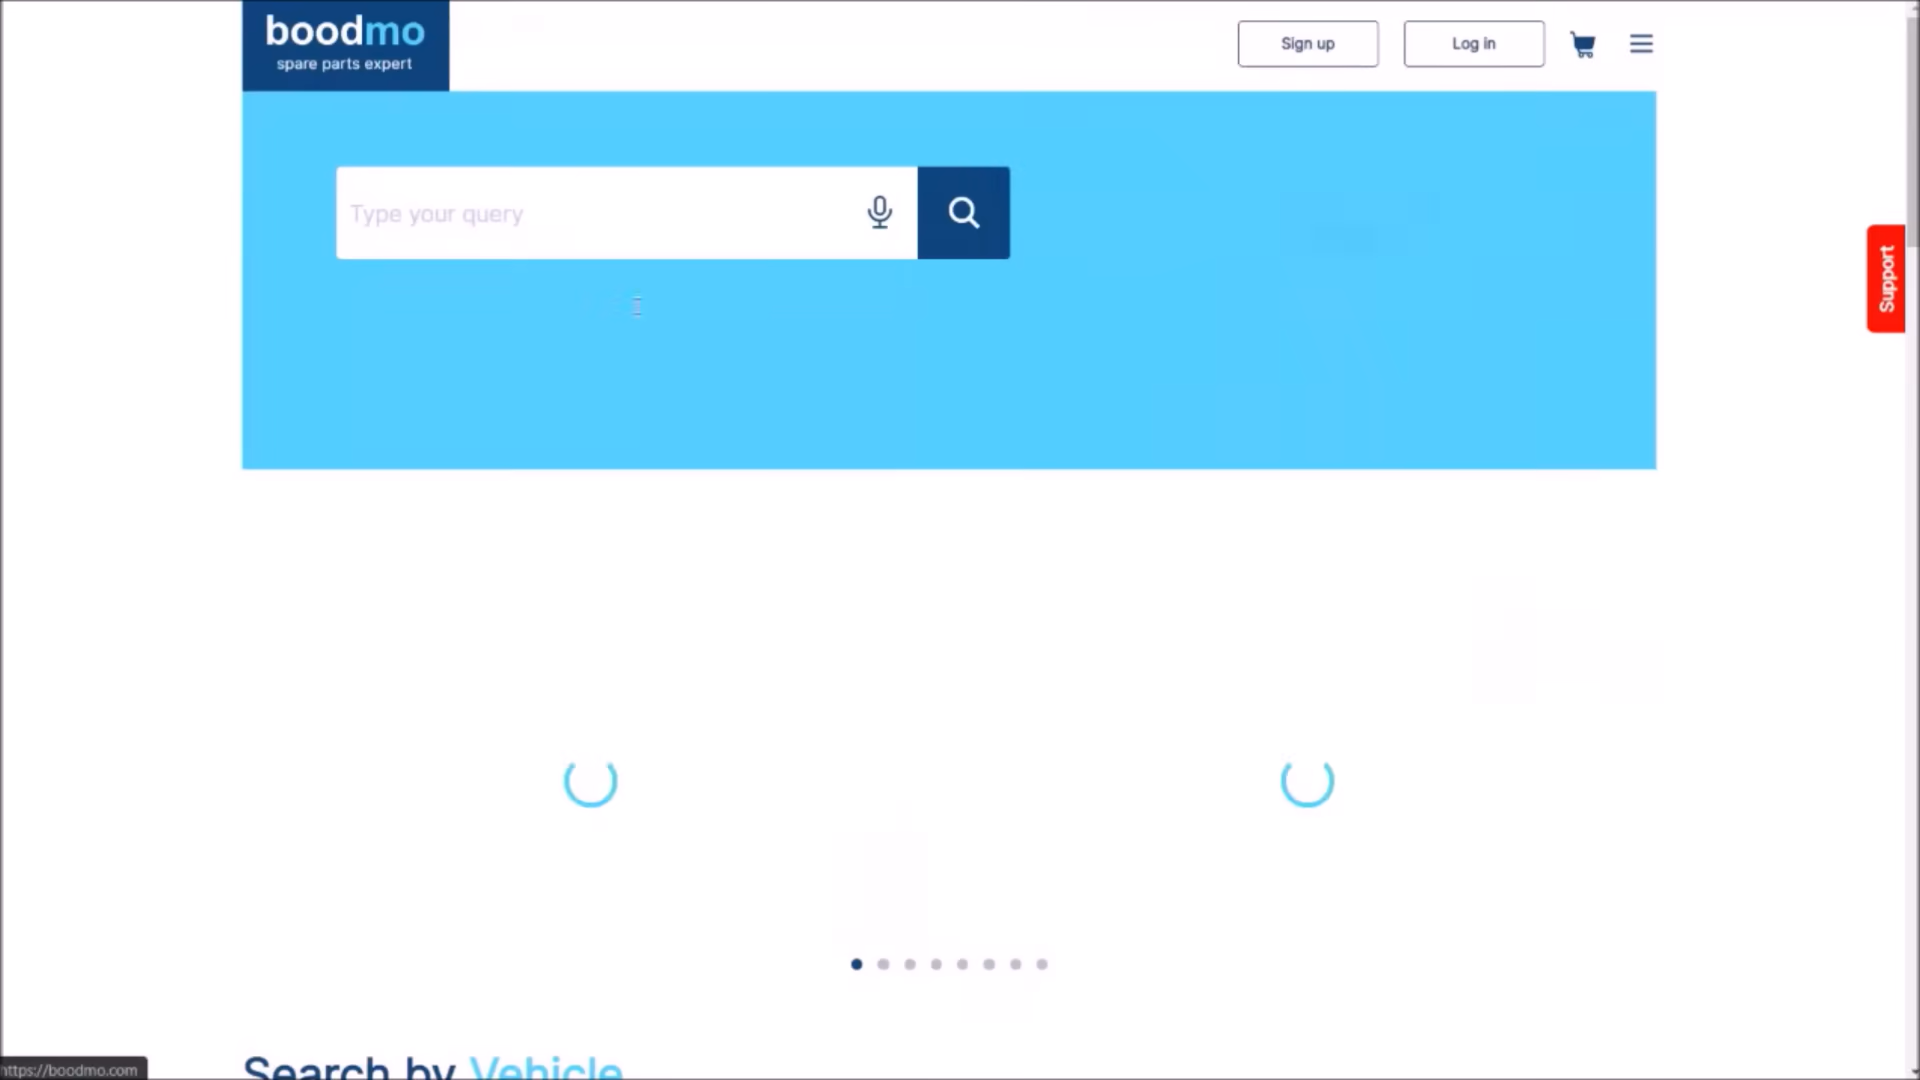 boodmo
spare parts expert
Sign up
Log in
Type your query
Support
Search by Vehicle
https://boodmo.com